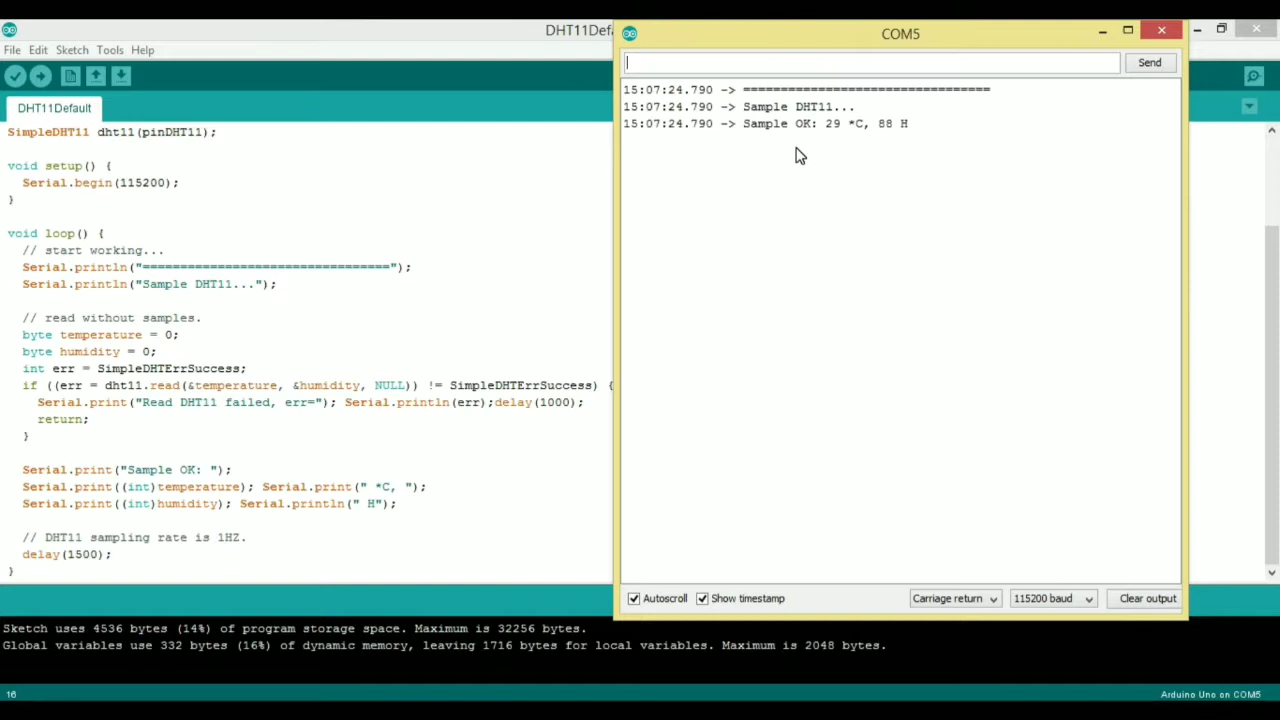 DHT11Defa
File Edit Sketch Tools Help
DHT11Default
SimpleDHT11 dht11(pinDHT11);
void setup() {
Serial.begin(115200);
}
void loop() {
// start working...
Serial.println("=================================");
Serial.println("Sample DHT11...");
// read without samples.
byte temperature = 0;
byte humidity = 0;
int err = SimpleDHTErrSuccess;
if ((err = dht11.read(&temperature, &humidity, NULL)) != SimpleDHTErrSuccess) {
Serial.print("Read DHT11 failed, err="); Serial.println(err);delay(1000);
return;
}
Serial.print("Sample OK: ");
Serial.print((int)temperature); Serial.print(" *C, ");
Serial.print((int)humidity); Serial.println(" H");
// DHT11 sampling rate is 1HZ.
delay(1500);
}
COM5
Send
15:07:24.790 -> =================================
15:07:24.790 -> Sample DHT11...
15:07:24.790 -> Sample OK: 29 *C, 88 H
Autoscroll Show timestamp Carriage return 115200 baud Clear output
Sketch uses 4536 bytes (14%) of program storage space. Maximum is 32256 bytes.
Global variables use 332 bytes (16%) of dynamic memory, leaving 1716 bytes for local variables. Maximum is 2048 bytes.
16 Arduino Uno on COM5